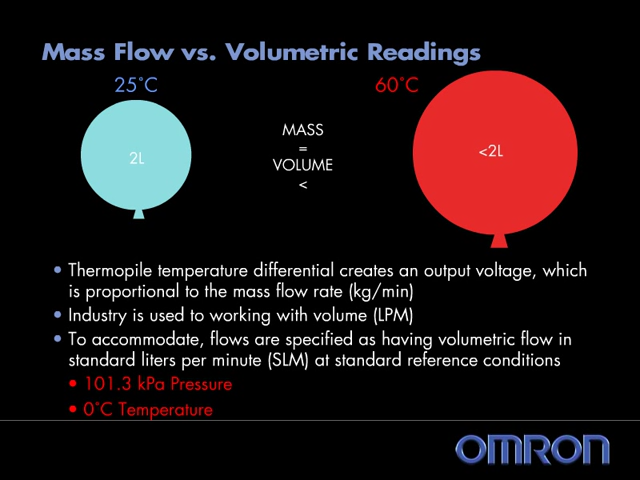 Mass Flow vs. Volumetric Readings
25˚C
60˚C
2L
MASS
=
VOLUME
<
<2L
• Thermopile temperature differential creates an output voltage, which
is proportional to the mass flow rate (kg/min)
• Industry is used to working with volume (LPM)
• To accommodate, flows are specified as having volumetric flow in
standard liters per minute (SLM) at standard reference conditions
• 101.3 kPa Pressure
• 0˚C Temperature
OMRON